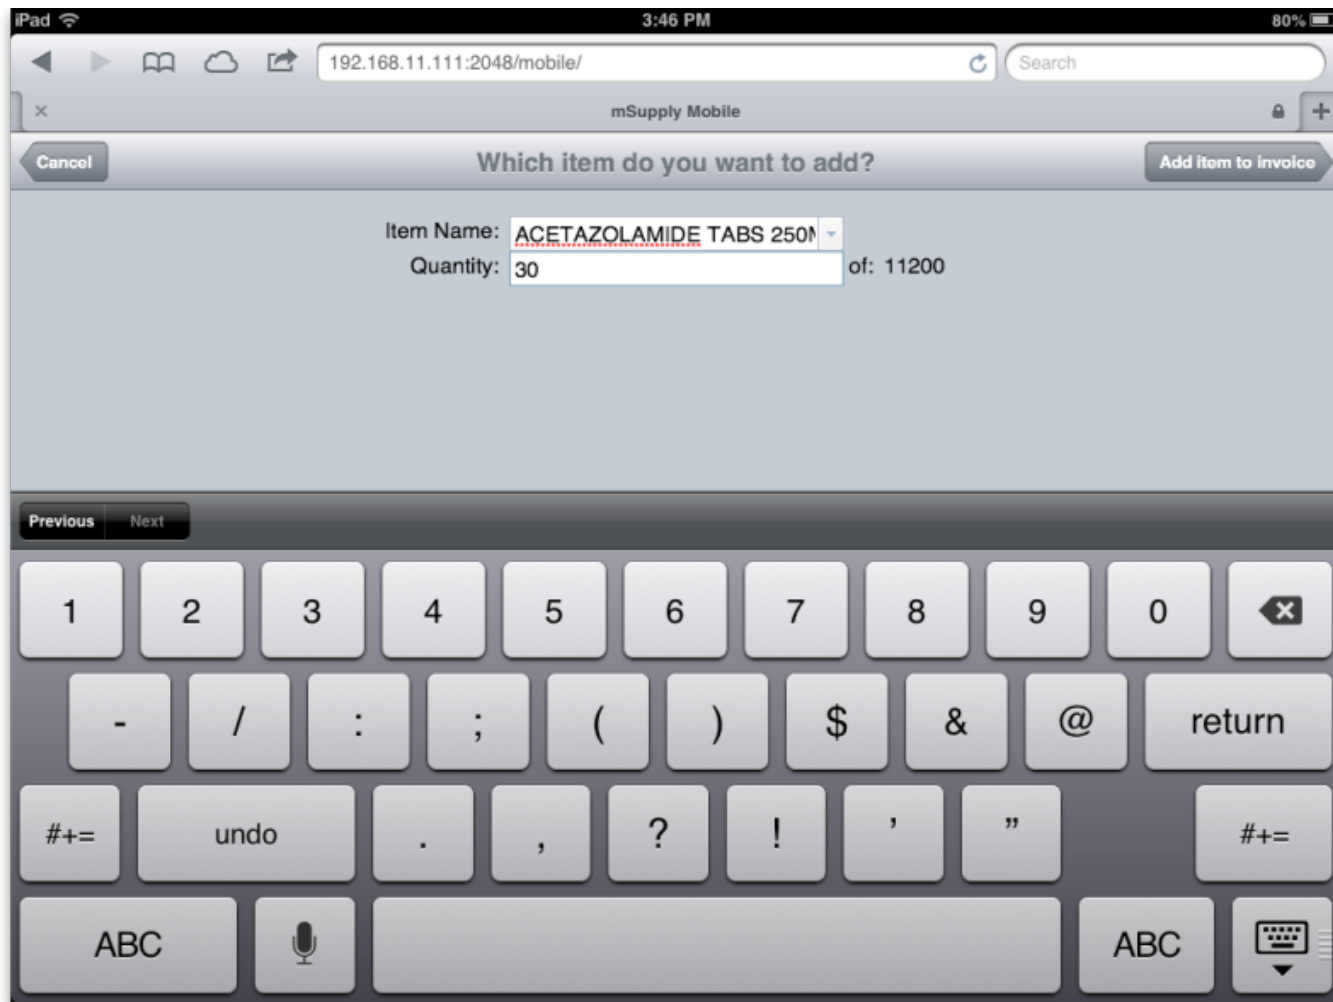 iPad 3:46 PM 80%
192.168.11.111:2048/mobile/ Search
mSupply Mobile
Cancel Which item do you want to add? Add item to invoice
Item Name: ACETAZOLAMIDE TABS 250M
Quantity: 30 of: 11200
Previous Next
1 2 3 4 5 6 7 8 9 0
- / : ; ( ) $ & @ return
#+= undo . , ? ! ' " #+=
ABC ABC